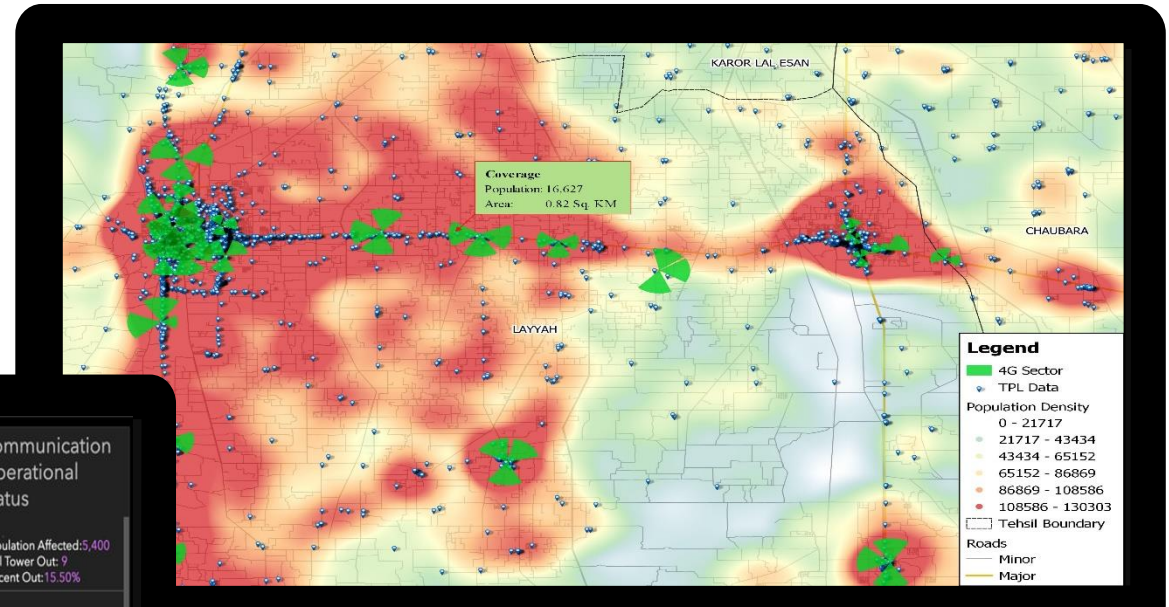 KAROR LAL ESAN
Coverage
Population: 16,627
Area: 0.82 Sq. KM
CHAUBARA
LAYYAH
Legend
4G Sector
TPL Data
Population Density
0 - 21717
21717 - 43434
43434 - 65152
65152 - 86869
86869 - 108586
108586 - 130303
Tehsil Boundary
Roads
Minor
Major
ommunication
perational
atus
pulation Affected:5,400
l Tower Out: 9
cent Out:15.50%